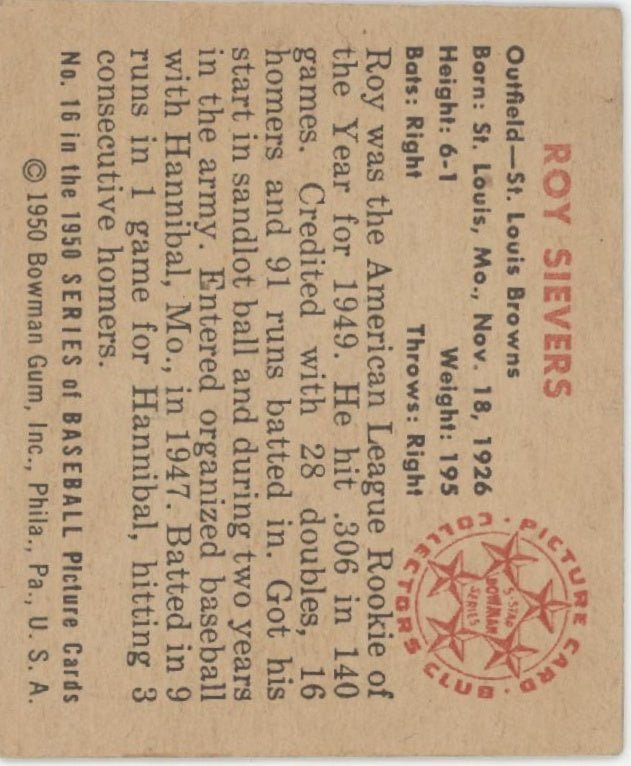 ROY SIEVERS
Outfield—St. Louis Browns
Born: St. Louis, Mo., Nov. 18, 1926
Height: 6-1 Weight: 195
Bats: Right Throws: Right
Roy was the American League Rookie of
the Year for 1949. He hit .306 in 140
games. Credited with 28 doubles, 16
homers and 91 runs batted in. Got his
start in sandlot ball and during two years
in the army. Entered organized baseball
with Hannibal, Mo., in 1947. Batted in 9
runs in 1 game for Hannibal, hitting 3
consecutive homers.
No. 16 in the 1950 SERIES of BASEBALL Picture Cards
© 1950 Bowman Gum, Inc., Phila., Pa., U. S. A.
PICTURE CARD
COLLECTORS CLUB
5-STAR
BOWMAN
SERIES